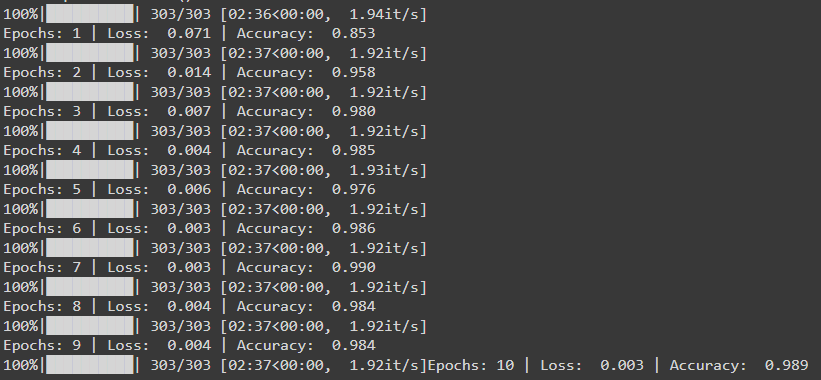 100%|██████████| 303/303 [02:36<00:00,  1.94it/s]
Epochs: 1 | Loss:  0.071 | Accuracy:  0.853
100%|██████████| 303/303 [02:37<00:00,  1.92it/s]
Epochs: 2 | Loss:  0.014 | Accuracy:  0.958
100%|██████████| 303/303 [02:37<00:00,  1.92it/s]
Epochs: 3 | Loss:  0.007 | Accuracy:  0.980
100%|██████████| 303/303 [02:37<00:00,  1.92it/s]
Epochs: 4 | Loss:  0.004 | Accuracy:  0.985
100%|██████████| 303/303 [02:37<00:00,  1.93it/s]
Epochs: 5 | Loss:  0.006 | Accuracy:  0.976
100%|██████████| 303/303 [02:37<00:00,  1.92it/s]
Epochs: 6 | Loss:  0.003 | Accuracy:  0.986
100%|██████████| 303/303 [02:37<00:00,  1.92it/s]
Epochs: 7 | Loss:  0.003 | Accuracy:  0.990
100%|██████████| 303/303 [02:37<00:00,  1.92it/s]
Epochs: 8 | Loss:  0.004 | Accuracy:  0.984
100%|██████████| 303/303 [02:37<00:00,  1.92it/s]
Epochs: 9 | Loss:  0.004 | Accuracy:  0.984
100%|██████████| 303/303 [02:37<00:00,  1.92it/s]Epochs: 10 | Loss:  0.003 | Accuracy:  0.989